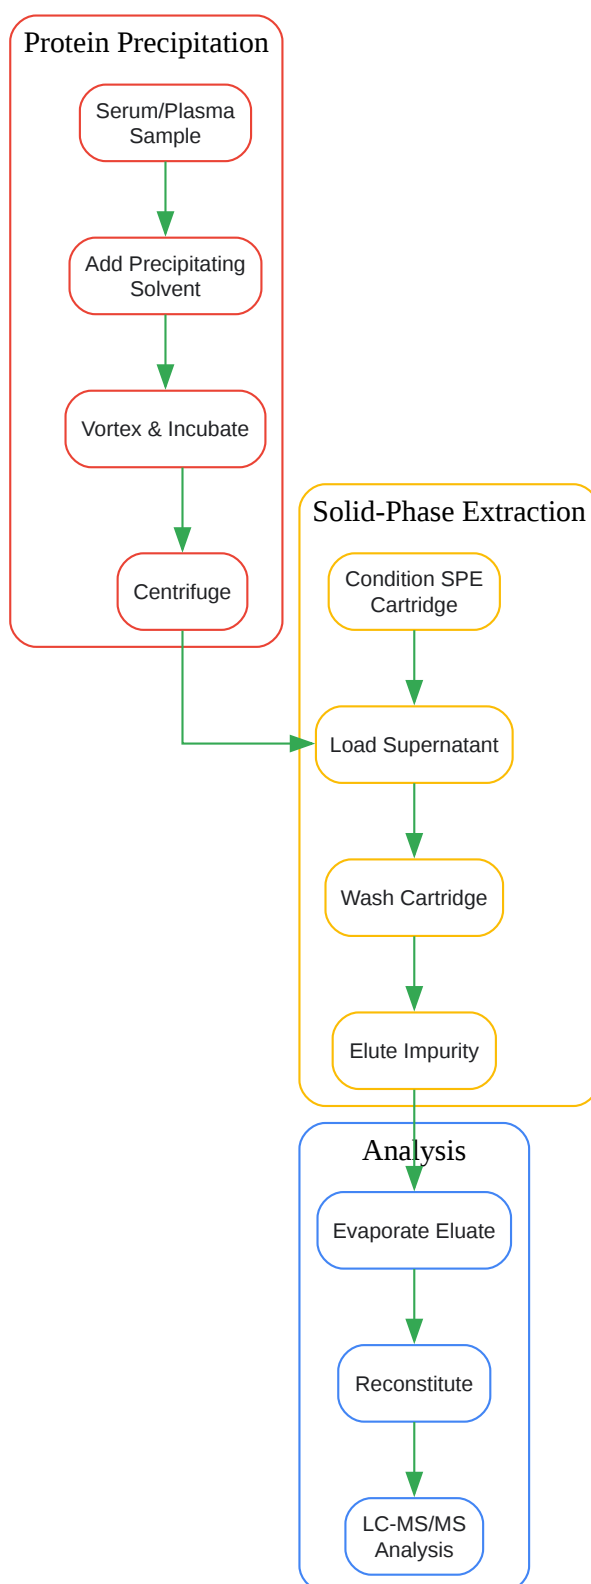 Protein Precipitation
Serum/Plasma
Sample
Add Precipitating
Solvent
Vortex & Incubate
Centrifuge
Solid-Phase Extraction
Condition SPE
Cartridge
Load Supernatant
Wash Cartridge
Elute Impurity
Analysis
Evaporate Eluate
Reconstitute
LC-MS/MS
Analysis